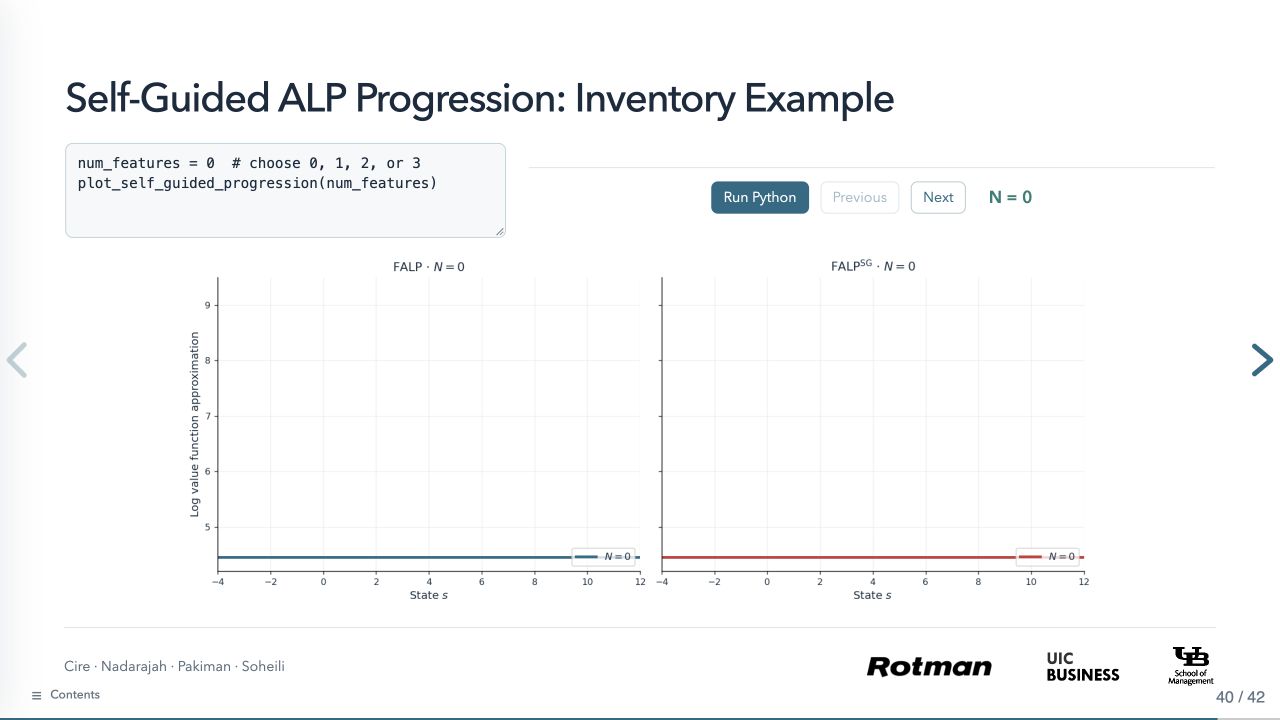 Self-Guided ALP Progression: Inventory Example
num_features = 0  # choose 0, 1, 2, or 3
plot_self_guided_progression(num_features)
Run Python
Previous
Next
N = 0
FALP · N = 0
FALP^SG · N = 0
Log value function approximation
9
8
7
6
5
N = 0
N = 0
−4 −2 0 2 4 6 8 10 12
−4 −2 0 2 4 6 8 10 12
State s
State s
Cire · Nadarajah · Pakiman · Soheili
Rotman
UIC
BUSINESS
UB
School of
Management
≡ Contents
40 / 42